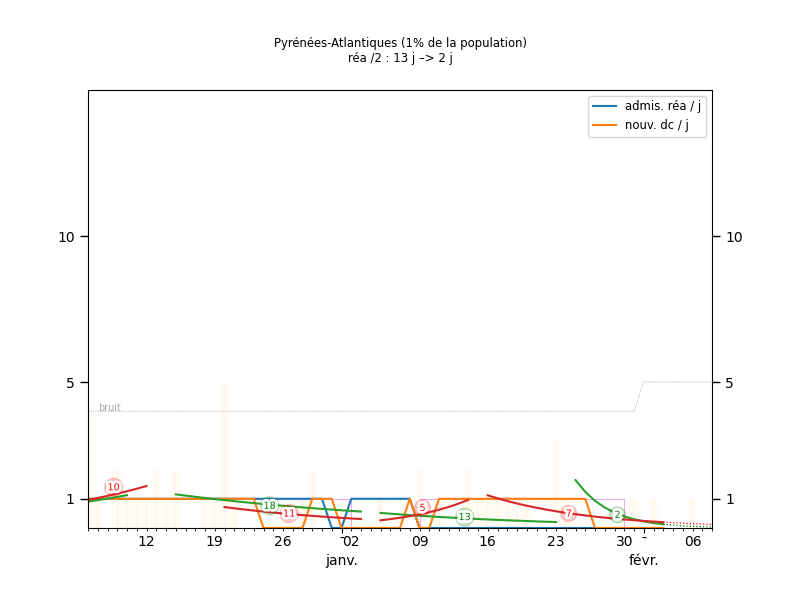 Pyrénées-Atlantiques (1% de la population)
réa /2 : 13 j –> 2 j
admis. réa / j
nouv. dc / j
10 10
5 5
bruit
10
18
11
5
13
7
2
1 1
12 19 26 02 09 16 23 30 06
janv. févr.